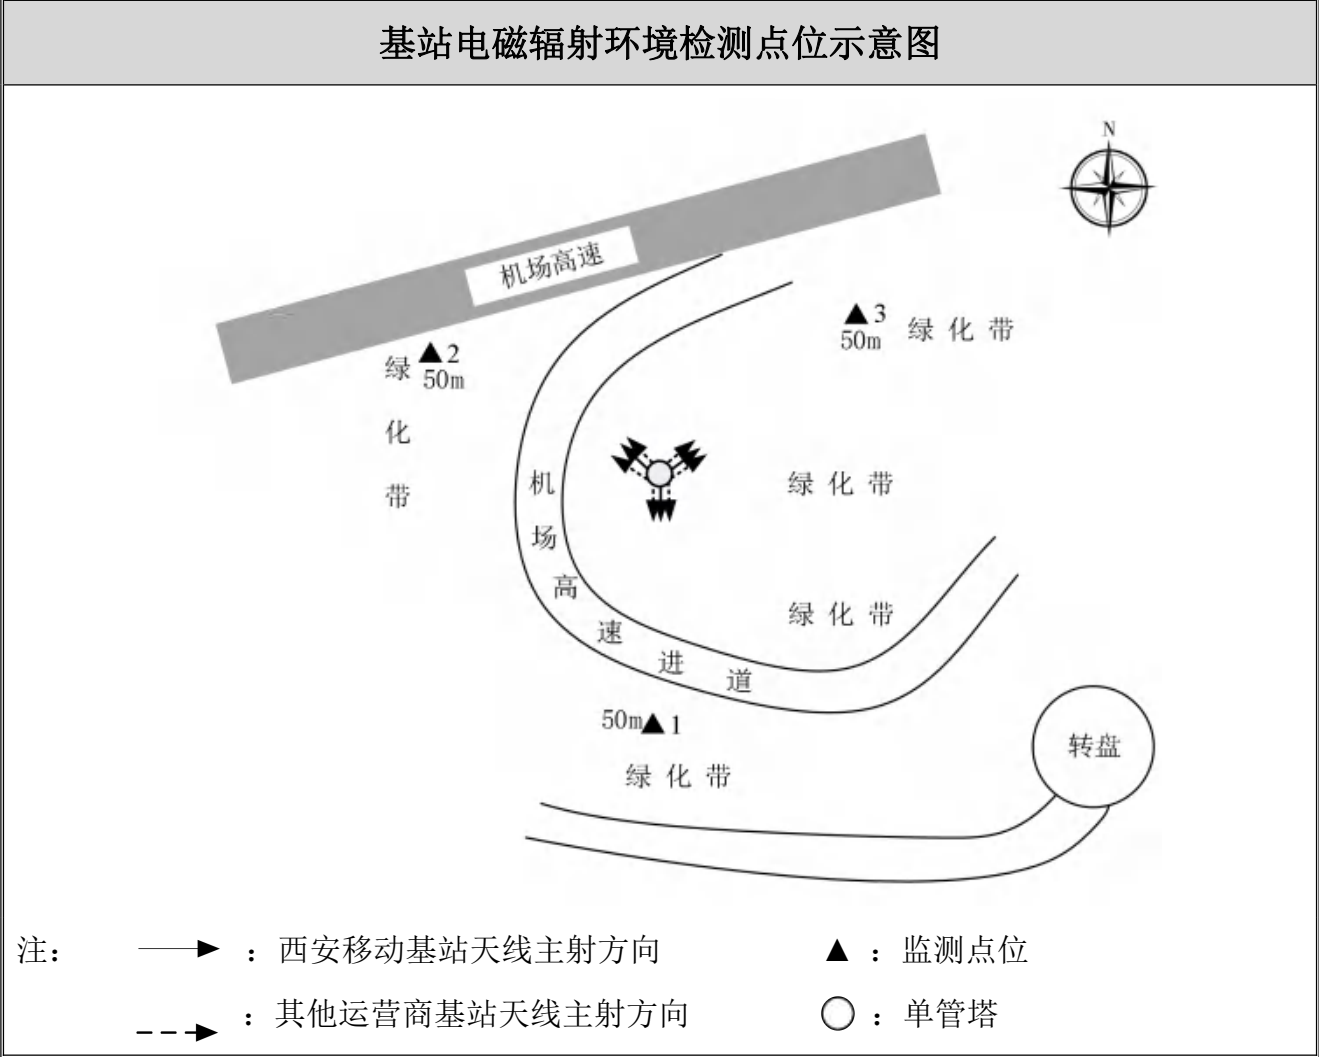 基站电磁辐射环境检测点位示意图
N
机场高速
▲3
50m
绿化带
▲2
50m
绿化带
机场高速进道
绿化带
绿化带
50m▲1
绿化带
转盘
注：
：西安移动基站天线主射方向
▲：监测点位
：其他运营商基站天线主射方向
：单管塔